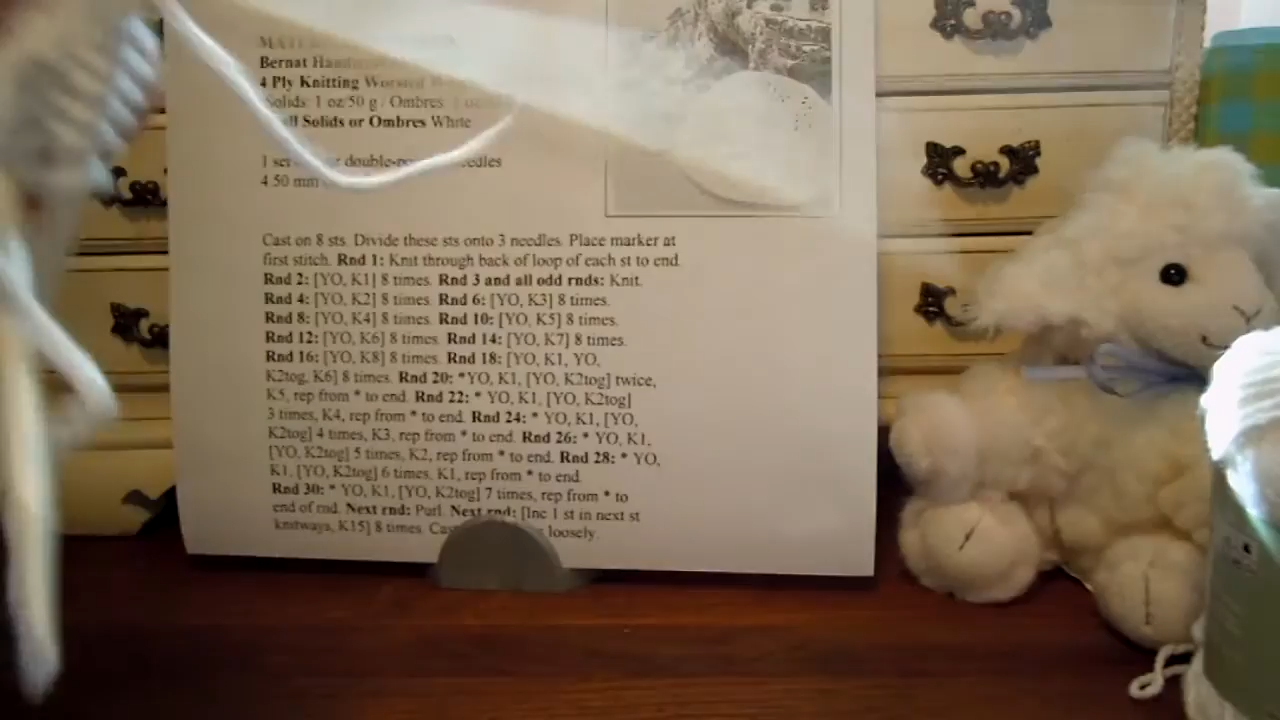 Bernat
4 Ply Knitting Worsted
Solids: 1 oz/50 g / Ombres:
Solids or Ombres White
1 double- needles
4.50 mm
Cast on 8 sts. Divide these sts onto 3 needles. Place marker at
first stitch. Rnd 1: Knit through back of loop of each st to end.
Rnd 2: [YO, K1] 8 times. Rnd 3 and all odd rnds: Knit.
Rnd 4: [YO, K2] 8 times. Rnd 6: [YO, K3] 8 times.
Rnd 8: [YO, K4] 8 times. Rnd 10: [YO, K5] 8 times.
Rnd 12: [YO, K6] 8 times. Rnd 14: [YO, K7] 8 times.
Rnd 16: [YO, K8] 8 times. Rnd 18: [YO, K1, YO,
K2tog, K6] 8 times. Rnd 20: *YO, K1, [YO, K2tog] twice,
K5, rep from * to end. Rnd 22: * YO, K1, [YO, K2tog]
3 times, K4, rep from * to end. Rnd 24: * YO, K1, [YO,
K2tog] 4 times, K3, rep from * to end. Rnd 26: * YO, K1,
[YO, K2tog] 5 times, K2, rep from * to end. Rnd 28: * YO,
K1, [YO, K2tog] 6 times, K1, rep from * to end.
Rnd 30: * YO, K1, [YO, K2tog] 7 times, rep from * to
end of rnd. Next rnd: Purl. Next rnd: [Inc 1 st in next st
knitways, K15] 8 times. loosely.